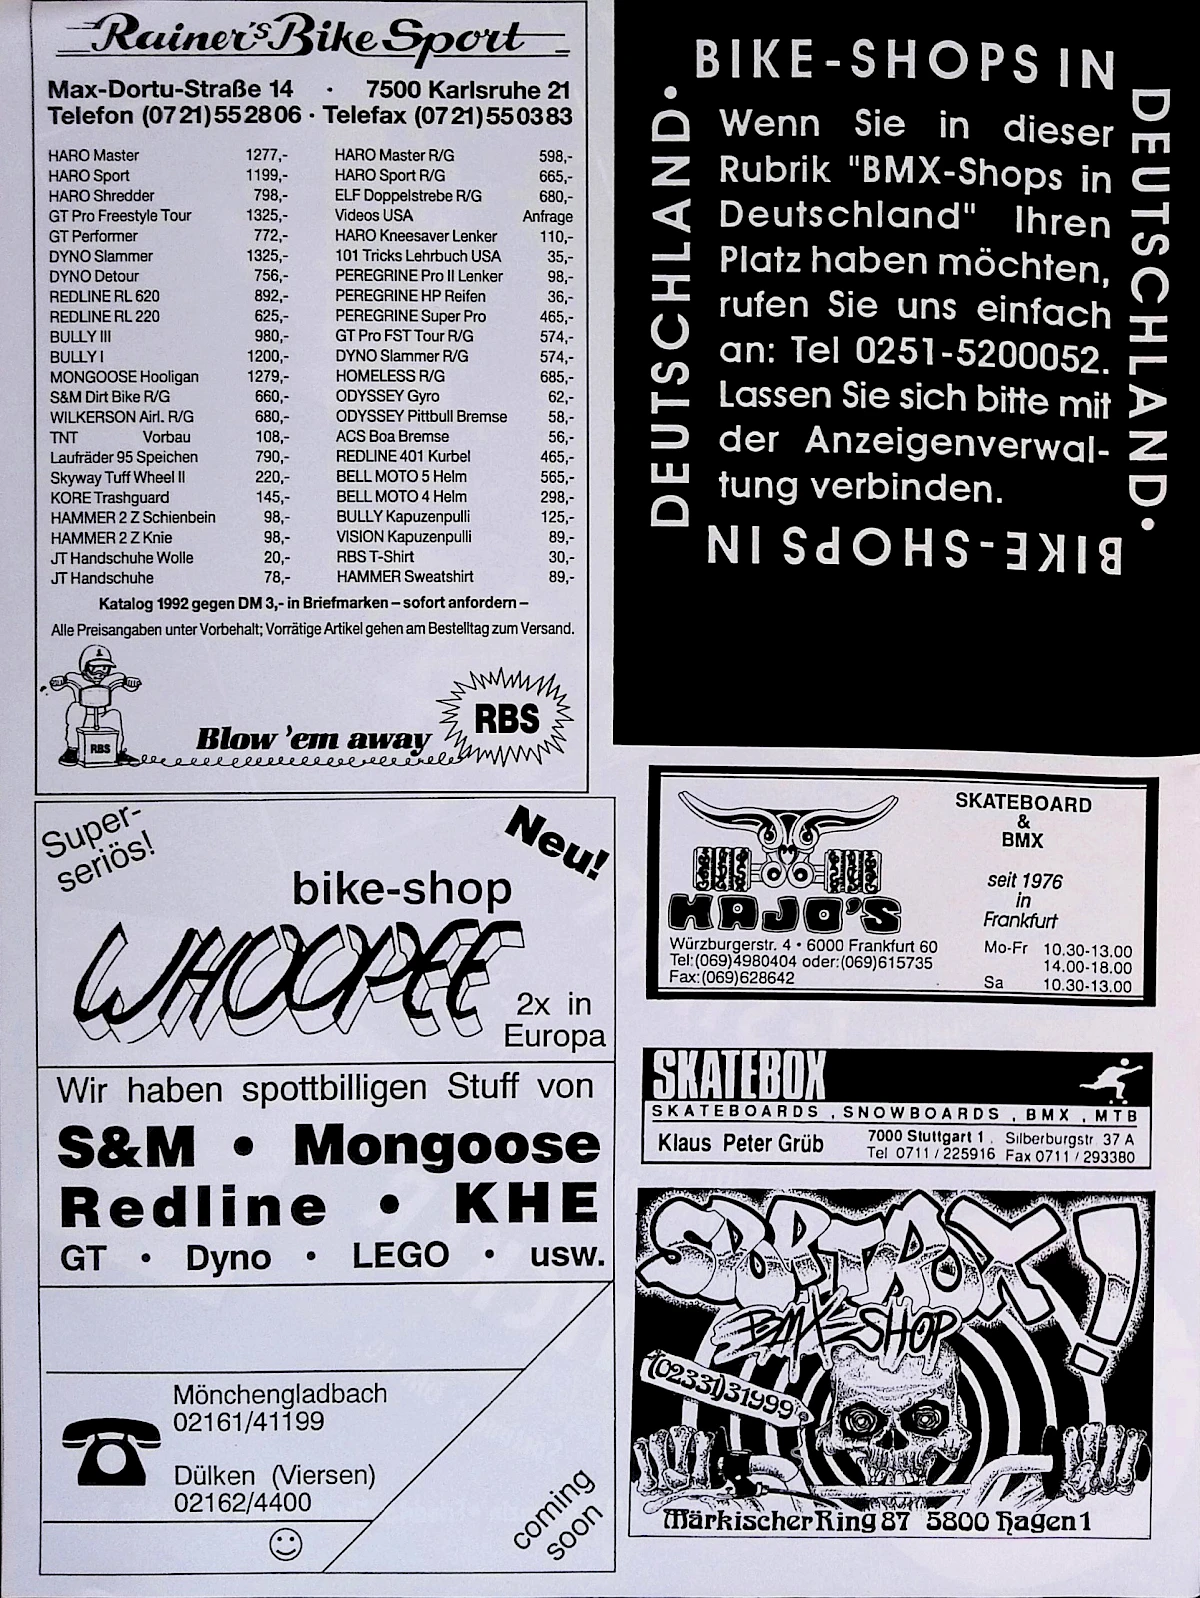 Rainer's Bike Sport
Max-Dortu-Straße 14 · 7500 Karlsruhe 21
Telefon (07 21) 55 28 06 · Telefax (07 21) 55 03 83
HARO Master 1277,-
HARO Sport 1199,-
HARO Shredder 798,-
GT Pro Freestyle Tour 1325,-
GT Performer 772,-
DYNO Slammer 1325,-
DYNO Detour 756,-
REDLINE RL 620 892,-
REDLINE RL 220 625,-
BULLY III 980,-
BULLY I 1200,-
MONGOOSE Hooligan 1279,-
S&M Dirt Bike R/G 660,-
WILKERSON Airl. R/G 680,-
TNT Vorbau 108,-
Laufräder 95 Speichen 790,-
Skyway Tuff Wheel II 220,-
KORE Trashguard 145,-
HAMMER 2 Z Schienbein 98,-
HAMMER 2 Z Knie 98,-
JT Handschuhe Wolle 20,-
JT Handschuhe 78,-
HARO Master R/G 598,-
HARO Sport R/G 665,-
ELF Doppelstrebe R/G 680,-
Videos USA Anfrage
HARO Kneesaver Lenker 110,-
101 Tricks Lehrbuch USA 35,-
PEREGRINE Pro II Lenker 98,-
PEREGRINE HP Reifen 36,-
PEREGRINE Super Pro 465,-
GT Pro FST Tour R/G 574,-
DYNO Slammer R/G 574,-
HOMELESS R/G 685,-
ODYSSEY Gyro 62,-
ODYSSEY Pittbull Bremse 58,-
ACS Boa Bremse 56,-
REDLINE 401 Kurbel 465,-
BELL MOTO 5 Helm 565,-
BELL MOTO 4 Helm 298,-
BULLY Kapuzenpulli 125,-
VISION Kapuzenpulli 89,-
RBS T-Shirt 30,-
HAMMER Sweatshirt 89,-
Katalog 1992 gegen DM 3,- in Briefmarken – sofort anfordern –
Alle Preisangaben unter Vorbehalt; Vorrätige Artikel gehen am Bestelltag zum Versand.
RBS
Blow 'em away
RBS
BIKE-SHOPS IN
DEUTSCHLAND •
BIKE-SHOPS IN
DEUTSCHLAND •
Wenn Sie in dieser
Rubrik "BMX-Shops in
Deutschland" Ihren
Platz haben möchten,
rufen Sie uns einfach
an: Tel 0251-5200052.
Lassen Sie sich bitte mit
der Anzeigenverwal-
tung verbinden.
Super-
seriös!
Neu!
bike-shop
WHOOPEE
2x in
Europa
Wir haben spottbilligen Stuff von
S&M • Mongoose
Redline • KHE
GT • Dyno • LEGO • usw.
Mönchengladbach
02161/41199
Dülken (Viersen)
02162/4400
coming
soon
HAJO'S
Würzburgerstr. 4 • 6000 Frankfurt 60
Tel:(069)4980404 oder:(069)615735
Fax:(069)628642
SKATEBOARD
&
BMX
seit 1976
in
Frankfurt
Mo-Fr 10.30-13.00
14.00-18.00
Sa 10.30-13.00
SKATEBOX
SKATEBOARDS , SNOWBOARDS , BMX , MTB
Klaus Peter Grüb
7000 Stuttgart 1 , Silberburgstr. 37 A
Tel 0711 / 225916 Fax 0711 / 293380
SORTROX!
BMX SHOP
(02331)31999
Märkischer Ring 87 5800 Hagen 1